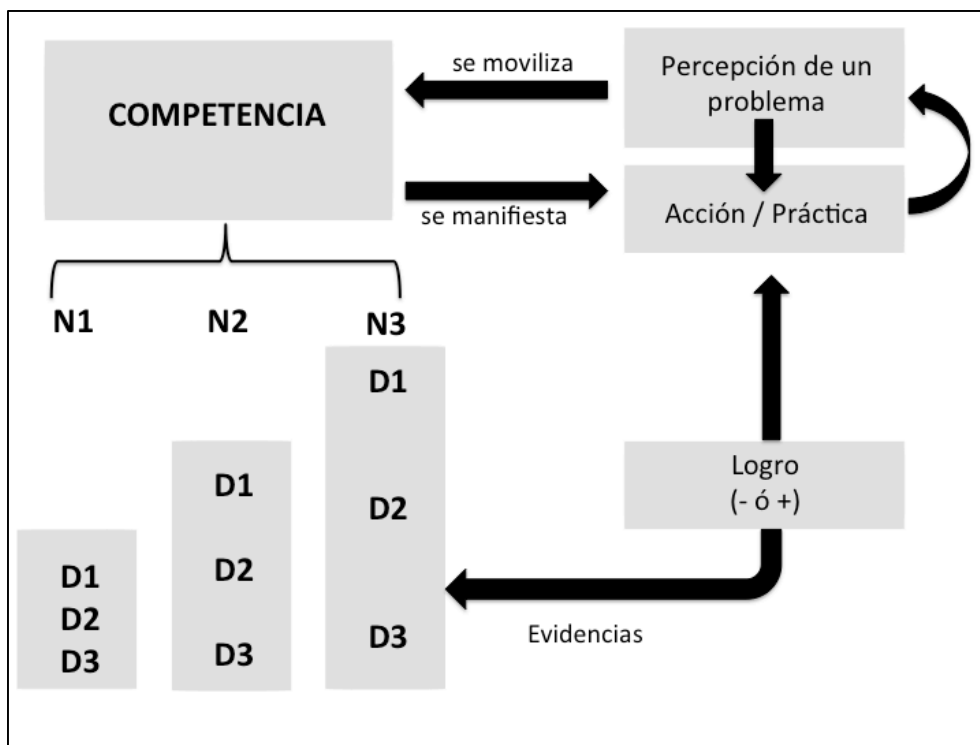 COMPETENCIA
se moviliza
Percepción de un
problema
se manifiesta
Acción / Práctica
N1
N2
N3
D1
D2
D3
D1
D2
D3
D1
D2
D3
Logro
(- ó +)
Evidencias